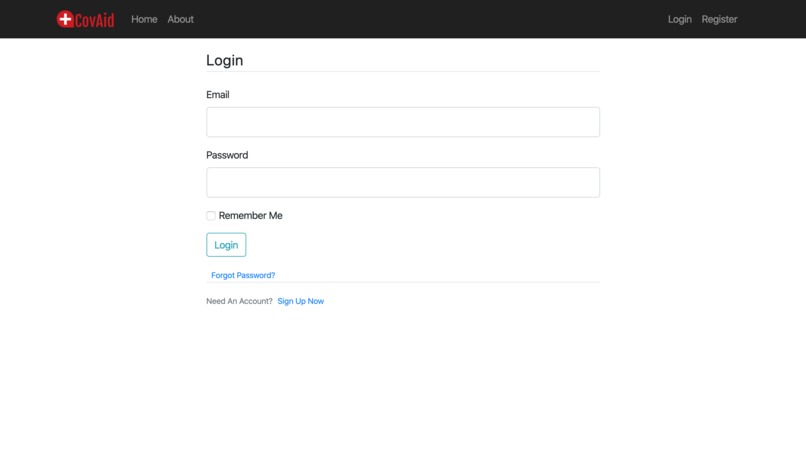 CovAid Home About Login Register
Login
Email
Password
Remember Me
Login
Forgot Password?
Need An Account? Sign Up Now